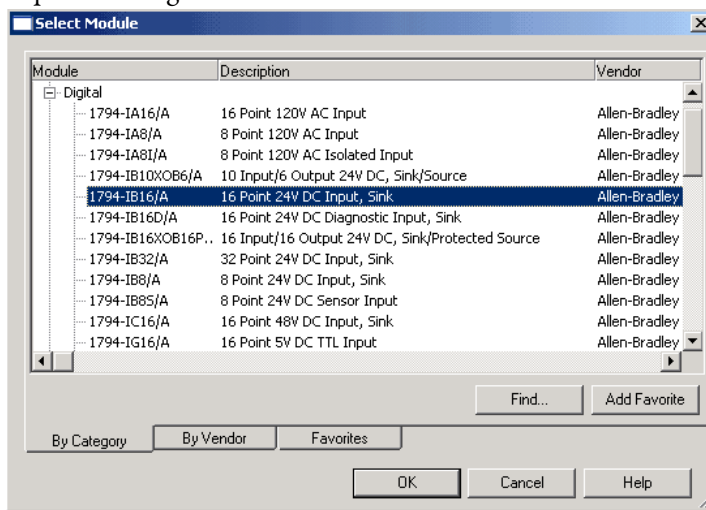 Select Module
Module Description Vendor
Digital
1794-IA16/A 16 Point 120V AC Input Allen-Bradley
1794-IA8/A 8 Point 120V AC Input Allen-Bradley
1794-IA8I/A 8 Point 120V AC Isolated Input Allen-Bradley
1794-IB10XOB6/A 10 Input/6 Output 24V DC, Sink/Source Allen-Bradley
1794-IB16/A 16 Point 24V DC Input, Sink Allen-Bradley
1794-IB16D/A 16 Point 24V DC Diagnostic Input, Sink Allen-Bradley
1794-IB16XOB16P.. 16 Input/16 Output 24V DC, Sink/Protected Source Allen-Bradley
1794-IB32/A 32 Point 24V DC Input, Sink Allen-Bradley
1794-IB8/A 8 Point 24V DC Input, Sink Allen-Bradley
1794-IB8S/A 8 Point 24V DC Sensor Input Allen-Bradley
1794-IC16/A 16 Point 48V DC Input, Sink Allen-Bradley
1794-IG16/A 16 Point 5V DC TTL Input Allen-Bradley
Find... Add Favorite
By Category By Vendor Favorites
OK Cancel Help